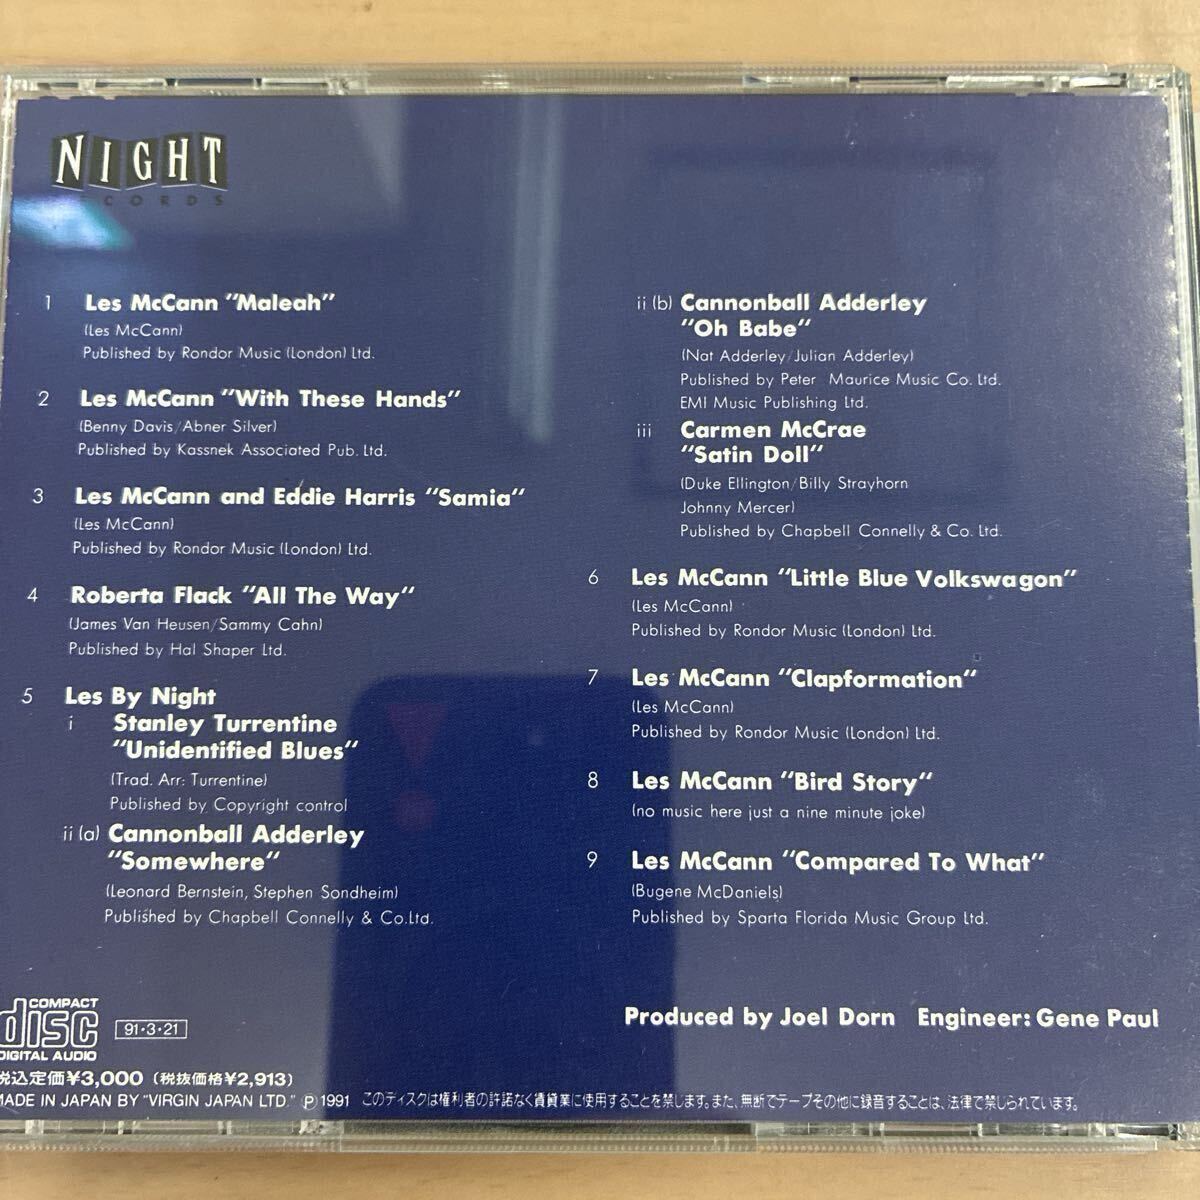 NIGHT
RECORDS
1 Les McCann "Maleah"
(Les McCann)
Published by Rondor Music (London) Ltd.
2 Les McCann "With These Hands"
(Benny Davis/Abner Silver)
Published by Kassnek Associated Pub. Ltd.
3 Les McCann and Eddie Harris "Samia"
(Les McCann)
Published by Rondor Music (London) Ltd.
4 Roberta Flack "All The Way"
(James Van Heusen/Sammy Cahn)
Published by Hal Shaper Ltd.
5 Les By Night
i Stanley Turrentine
"Unidentified Blues"
(Trad. Arr: Turrentine)
Published by Copyright control
ii (a) Cannonball Adderley
"Somewhere"
(Leonard Bernstein, Stephen Sondheim)
Published by Chapbell Connelly & Co.Ltd.
ii (b) Cannonball Adderley
"Oh Babe"
(Nat Adderley/Julian Adderley)
Published by Peter Maurice Music Co. Ltd.
EMI Music Publishing Ltd.
iii Carmen McCrae
"Satin Doll"
(Duke Ellington/Billy Strayhorn
Johnny Mercer)
Published by Chapbell Connelly & Co. Ltd.
6 Les McCann "Little Blue Volkswagon"
(Les McCann)
Published by Rondor Music (London) Ltd.
7 Les McCann "Clapformation"
(Les McCann)
Published by Rondor Music (London) Ltd.
8 Les McCann "Bird Story"
(no music here just a nine minute joke)
9 Les McCann "Compared To What"
(Bugene McDaniels)
Published by Sparta Florida Music Group Ltd.
Produced by Joel Dorn Engineer: Gene Paul
COMPACT
disc
DIGITAL AUDIO
91・3・21
税込定価¥3,000 (税抜価格¥2,913)
MADE IN JAPAN BY "VIRGIN JAPAN LTD." Ⓟ1991 このディスクは権利者の許諾なく賃貸業に使用することを禁じます。また、無断でテープその他に録音することは、法律で禁じられています。